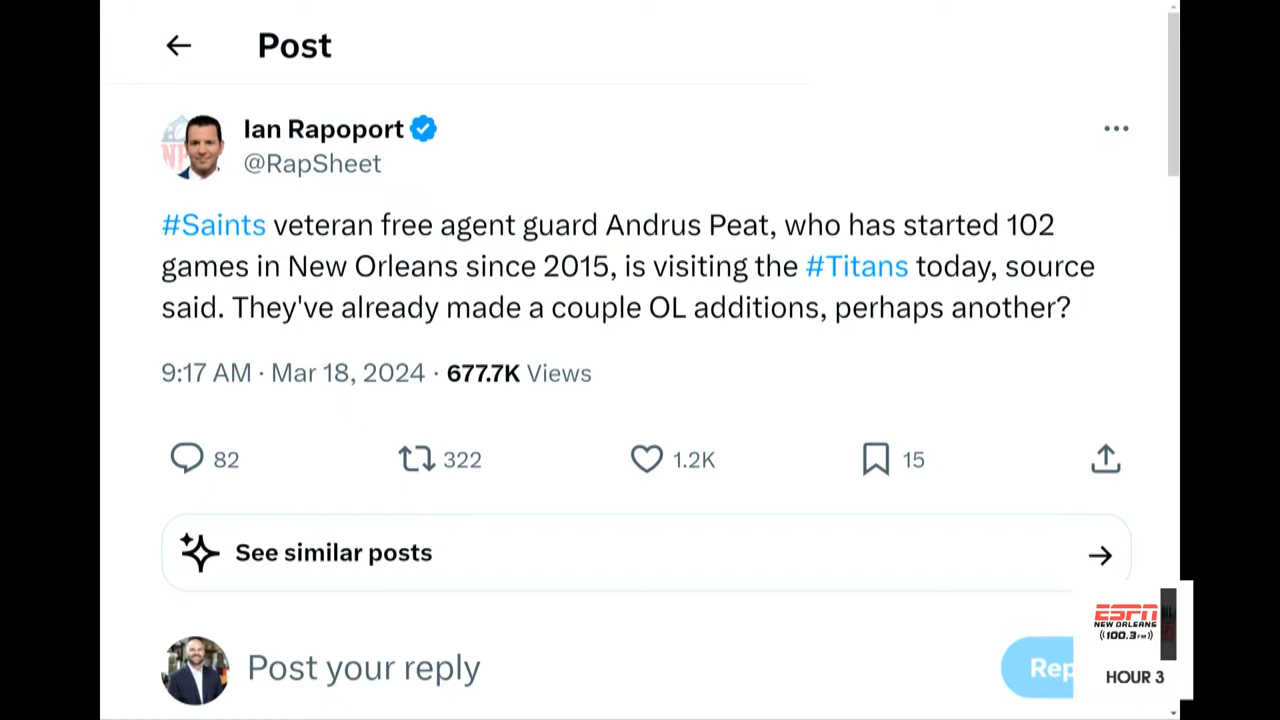 Post
Ian Rapoport
@RapSheet
#Saints veteran free agent guard Andrus Peat, who has started 102
games in New Orleans since 2015, is visiting the #Titans today, source
said. They've already made a couple OL additions, perhaps another?
9:17 AM · Mar 18, 2024 · 677.7K Views
82 322 1.2K 15
See similar posts
Post your reply
Rep
ESPN
NEW ORLEANS
100.3 FM
HOUR 3